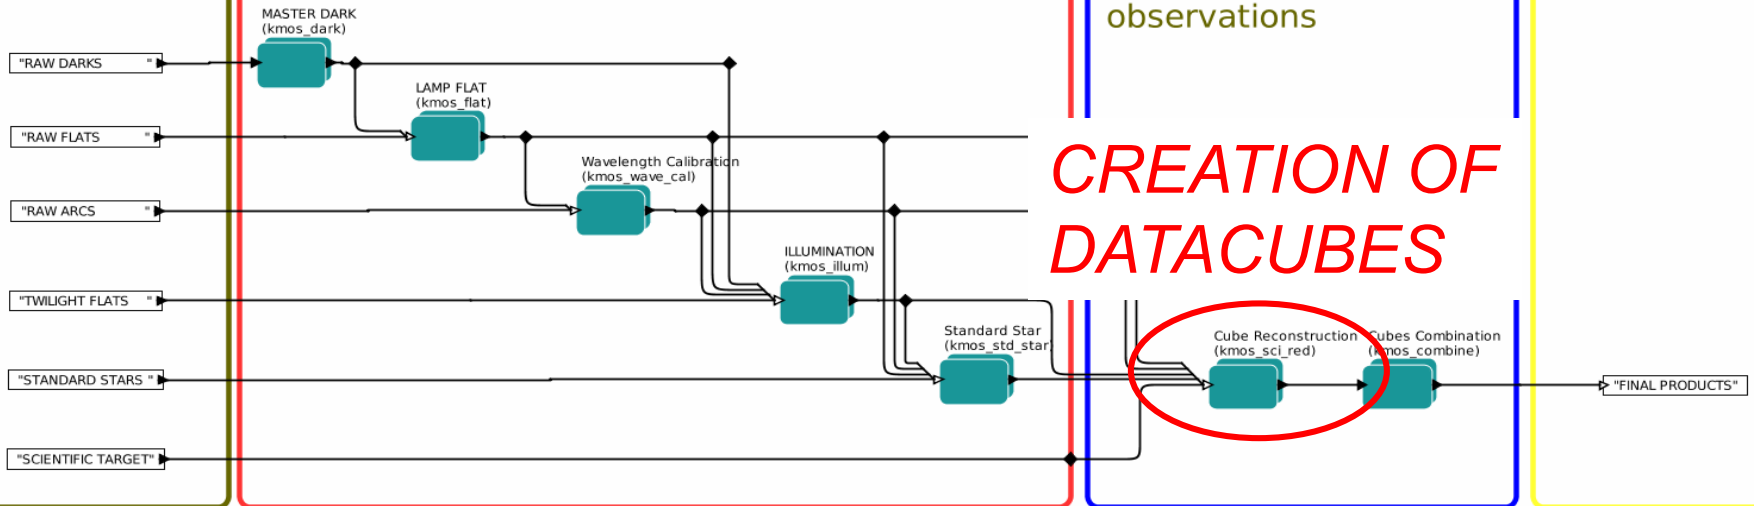 MASTER DARK
(kmos_dark)
observations
"RAW DARKS "
LAMP FLAT
(kmos_flat)
"RAW FLATS "
Wavelength Calibration
(kmos_wave_cal)
CREATION OF
DATACUBES
"RAW ARCS "
ILLUMINATION
(kmos_illum)
"TWILIGHT FLATS "
Standard Star
(kmos_std_star)
Cube Reconstruction
(kmos_sci_red)
Cubes Combination
(kmos_combine)
"STANDARD STARS "
"FINAL PRODUCTS"
"SCIENTIFIC TARGET"